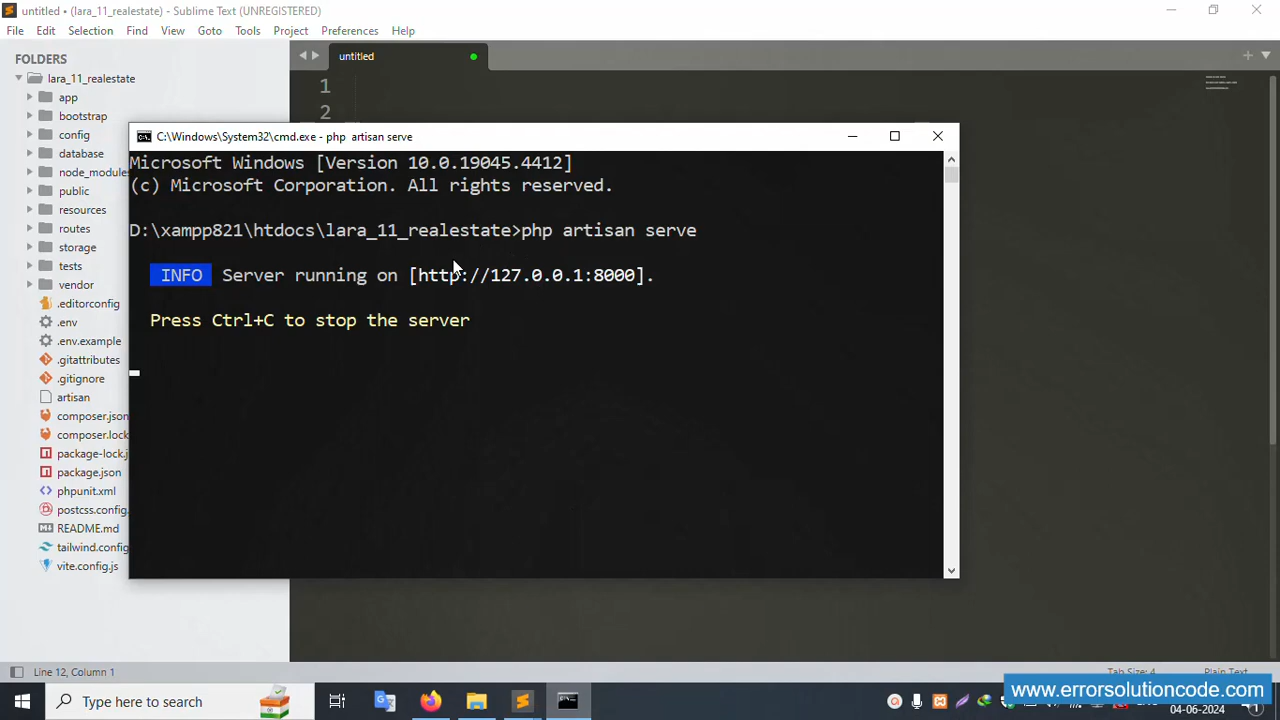 untitled • (lara_11_realestate) - Sublime Text (UNREGISTERED)
File Edit Selection Find View Goto Tools Project Preferences Help
FOLDERS
lara_11_realestate
app
bootstrap
config
database
node_modules
public
resources
routes
storage
tests
vendor
.editorconfig
.env
.env.example
.gitattributes
.gitignore
artisan
composer.json
composer.lock
package-lock.j
package.json
phpunit.xml
postcss.config.
README.md
tailwind.config
vite.config.js
untitled
1
2
C:\Windows\System32\cmd.exe - php artisan serve
Microsoft Windows [Version 10.0.19045.4412]
(c) Microsoft Corporation. All rights reserved.
D:\xampp821\htdocs\lara_11_realestate>php artisan serve
INFO Server running on [http://127.0.0.1:8000].
Press Ctrl+C to stop the server
Line 12, Column 1
Tab Size: 4 Plain Text
Type here to search
www.errorsolutioncode.com
04-06-2024